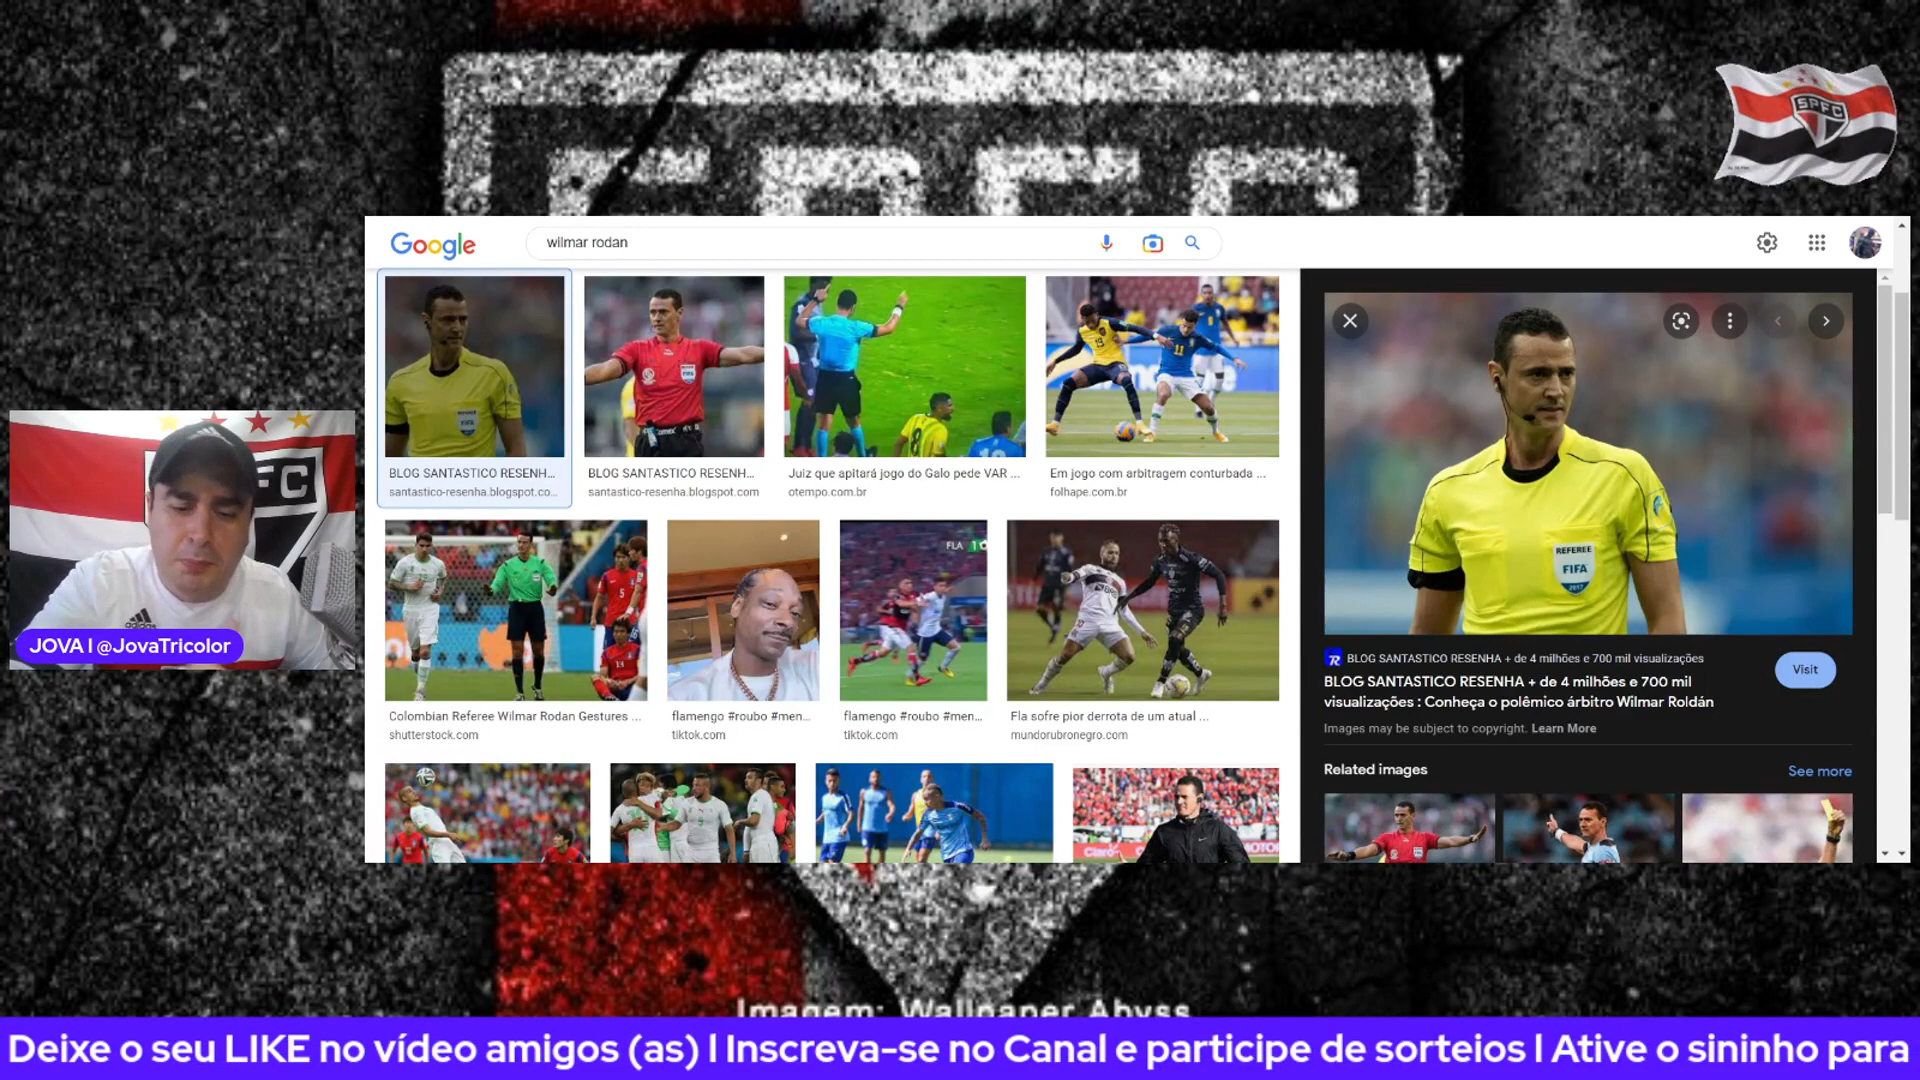 SPFC
Google
wilmar rodan
BLOG SANTASTICO RESENH...
santastico-resenha.blogspot.co...
BLOG SANTASTICO RESENH...
santastico-resenha.blogspot.com
Juiz que apitará jogo do Galo pede VAR ...
otempo.com.br
Em jogo com arbitragem conturbada ...
folhape.com.br
REFEREE
FIFA
2017
FC
adidas
JOVA | @JovaTricolor
FLA 1
Colombian Referee Wilmar Rodan Gestures ...
shutterstock.com
flamengo #roubo #men...
tiktok.com
flamengo #roubo #men...
tiktok.com
Fla sofre pior derrota de um atual ...
mundorubronegro.com
BLOG SANTASTICO RESENHA + de 4 milhões e 700 mil visualizações
BLOG SANTASTICO RESENHA + de 4 milhões e 700 mil
visualizações : Conheça o polêmico árbitro Wilmar Roldán
Visit
Images may be subject to copyright. Learn More
Related images
See more
Imagem: Wallpaper Abyss
Deixe o seu LIKE no vídeo amigos (as) | Inscreva-se no Canal e participe de sorteios | Ative o sininho para